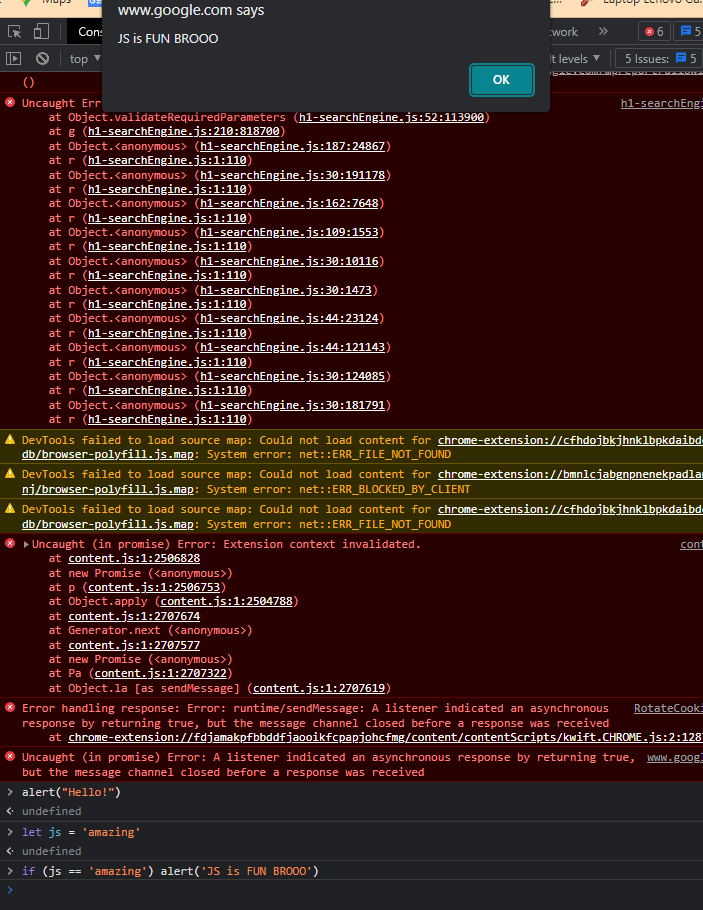 Maps
www.google.com says
Laptop Lenovo
JS is FUN BROOO
OK
top
levels
5 Issues:
5
6
5
()
Uncaught
h1-searchEngi
at Object.validateRequiredParameters (h1-searchEngine.js:52:113900)
at g (h1-searchEngine.js:210:818700)
at Object.<anonymous> (h1-searchEngine.js:187:24867)
at r (h1-searchEngine.js:1:110)
at Object.<anonymous> (h1-searchEngine.js:30:191178)
at r (h1-searchEngine.js:1:110)
at Object.<anonymous> (h1-searchEngine.js:162:7648)
at r (h1-searchEngine.js:1:110)
at Object.<anonymous> (h1-searchEngine.js:109:1553)
at r (h1-searchEngine.js:1:110)
at Object.<anonymous> (h1-searchEngine.js:30:10116)
at Object.<anonymous> (h1-searchEngine.js:30:1473)
at r (h1-searchEngine.js:1:110)
at Object.<anonymous> (h1-searchEngine.js:44:23124)
at r (h1-searchEngine.js:1:110)
at Object.<anonymous> (h1-searchEngine.js:44:121143)
at r (h1-searchEngine.js:1:110)
at Object.<anonymous> (h1-searchEngine.js:30:124085)
at r (h1-searchEngine.js:1:110)
at Object.<anonymous> (h1-searchEngine.js:30:181791)
at r (h1-searchEngine.js:1:110)
DevTools failed to load source map: Could not load content for chrome-extension://cfhdojbkjhnklbpkdaibd
db/browser-polyfill.js.map: System error: net::ERR_FILE_NOT_FOUND
DevTools failed to load source map: Could not load content for chrome-extension://bmnlcjabgnpnenekpadla
nj/browser-polyfill.js.map: System error: net::ERR_BLOCKED_BY_CLIENT
DevTools failed to load source map: Could not load content for chrome-extension://cfhdojbkjhnklbpkdaibd
db/browser-polyfill.js.map: System error: net::ERR_FILE_NOT_FOUND
Uncaught (in promise) Error: Extension context invalidated. cont
at content.js:1:2506828
at new Promise (<anonymous>)
at p (content.js:1:2506753)
at Object.apply (content.js:1:2504788)
at content.js:1:2707674
at Generator.next (<anonymous>)
at content.js:1:2707577
at new Promise (<anonymous>)
at Pa (content.js:1:2707322)
at Object.la [as sendMessage] (content.js:1:2707619)
Error handling response: Error: runtime/sendMessage: A listener indicated an asynchronous RotateCooki
response by returning true, but the message channel closed before a response was received
at chrome-extension://fdjamakpfbbddfjaooikfcpapjohcfmg/content/contentScripts/kwift.CHROME.js:2:1287
Uncaught (in promise) Error: A listener indicated an asynchronous response by returning true, www.googl
but the message channel closed before a response was received
> alert("Hello!")
undefined
> let js = 'amazing'
undefined
> if (js == 'amazing') alert('JS is FUN BROOO')
>